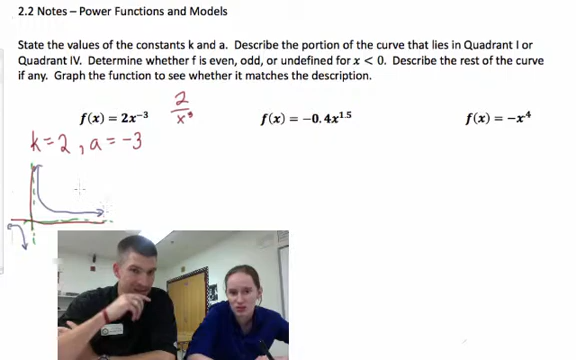 2.2 Notes – Power Functions and Models
State the values of the constants k and a. Describe the portion of the curve that lies in Quadrant I or
Quadrant IV. Determine whether f is even, odd, or undefined for x < 0. Describe the rest of the curve
if any. Graph the function to see whether it matches the description.
f(x) = 2x⁻³
2/x³
f(x) = −0.4x¹·⁵
f(x) = −x⁴
k = 2, a = −3